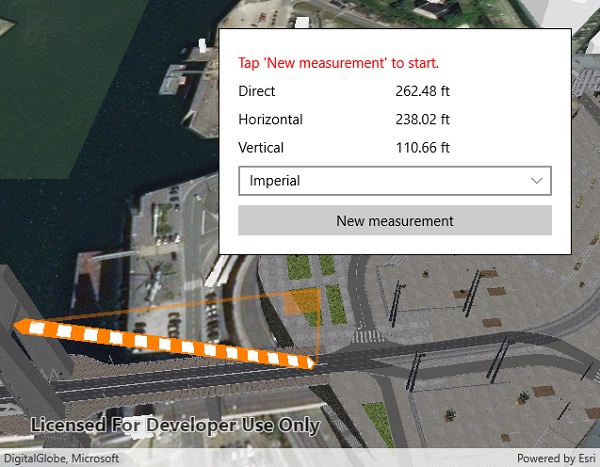 Tap 'New measurement' to start.
Direct 262.48 ft
Horizontal 238.02 ft
Vertical 110.66 ft
Imperial
New measurement
Licensed For Developer Use Only
DigitalGlobe, Microsoft Powered by Esri